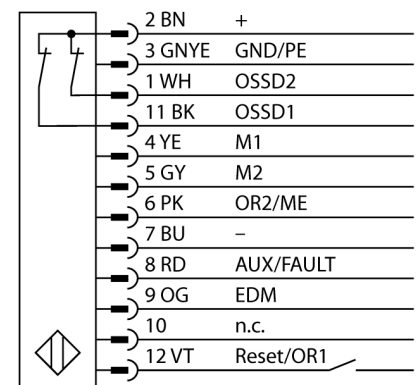 2 BN +
3 GNYE GND/PE
1 WH OSSD2
11 BK OSSD1
4 YE M1
5 GY M2
6 PK OR2/ME
7 BU –
8 RD AUX/FAULT
9 OG EDM
10 n.c.
12 VT Reset/OR1